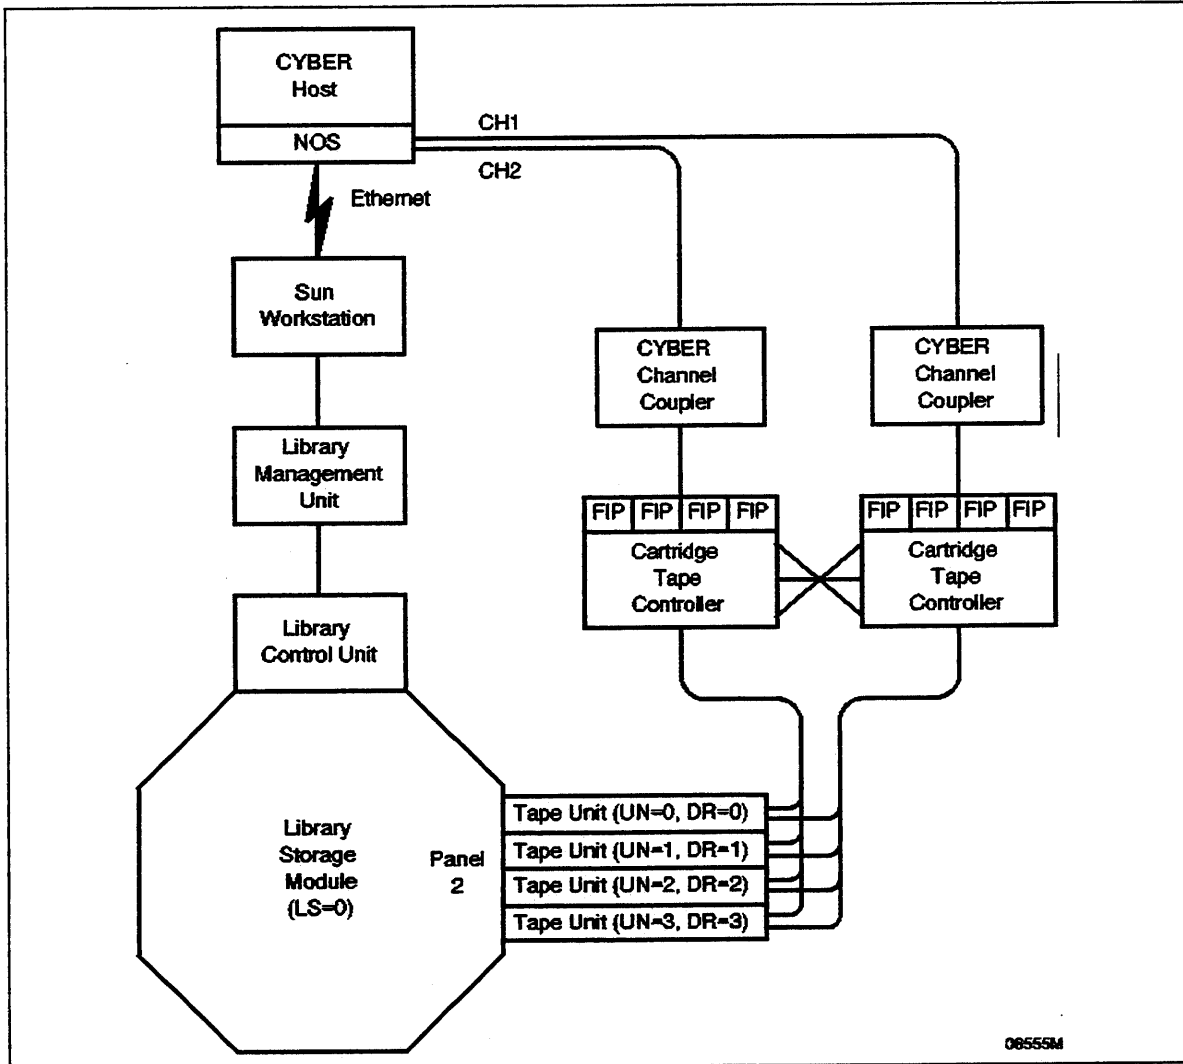 CYBER
Host
NOS
CH1
CH2
Ethernet
Sun
Workstation
CYBER
Channel
Coupler
CYBER
Channel
Coupler
Library
Management
Unit
FIP FIP FIP FIP
Cartridge
Tape
Controller
FIP FIP FIP FIP
Cartridge
Tape
Controller
Library
Control Unit
Library
Storage
Module
(LS=0)
Panel
2
Tape Unit (UN=0, DR=0)
Tape Unit (UN=1, DR=1)
Tape Unit (UN=2, DR=2)
Tape Unit (UN=3, DR=3)
08555M